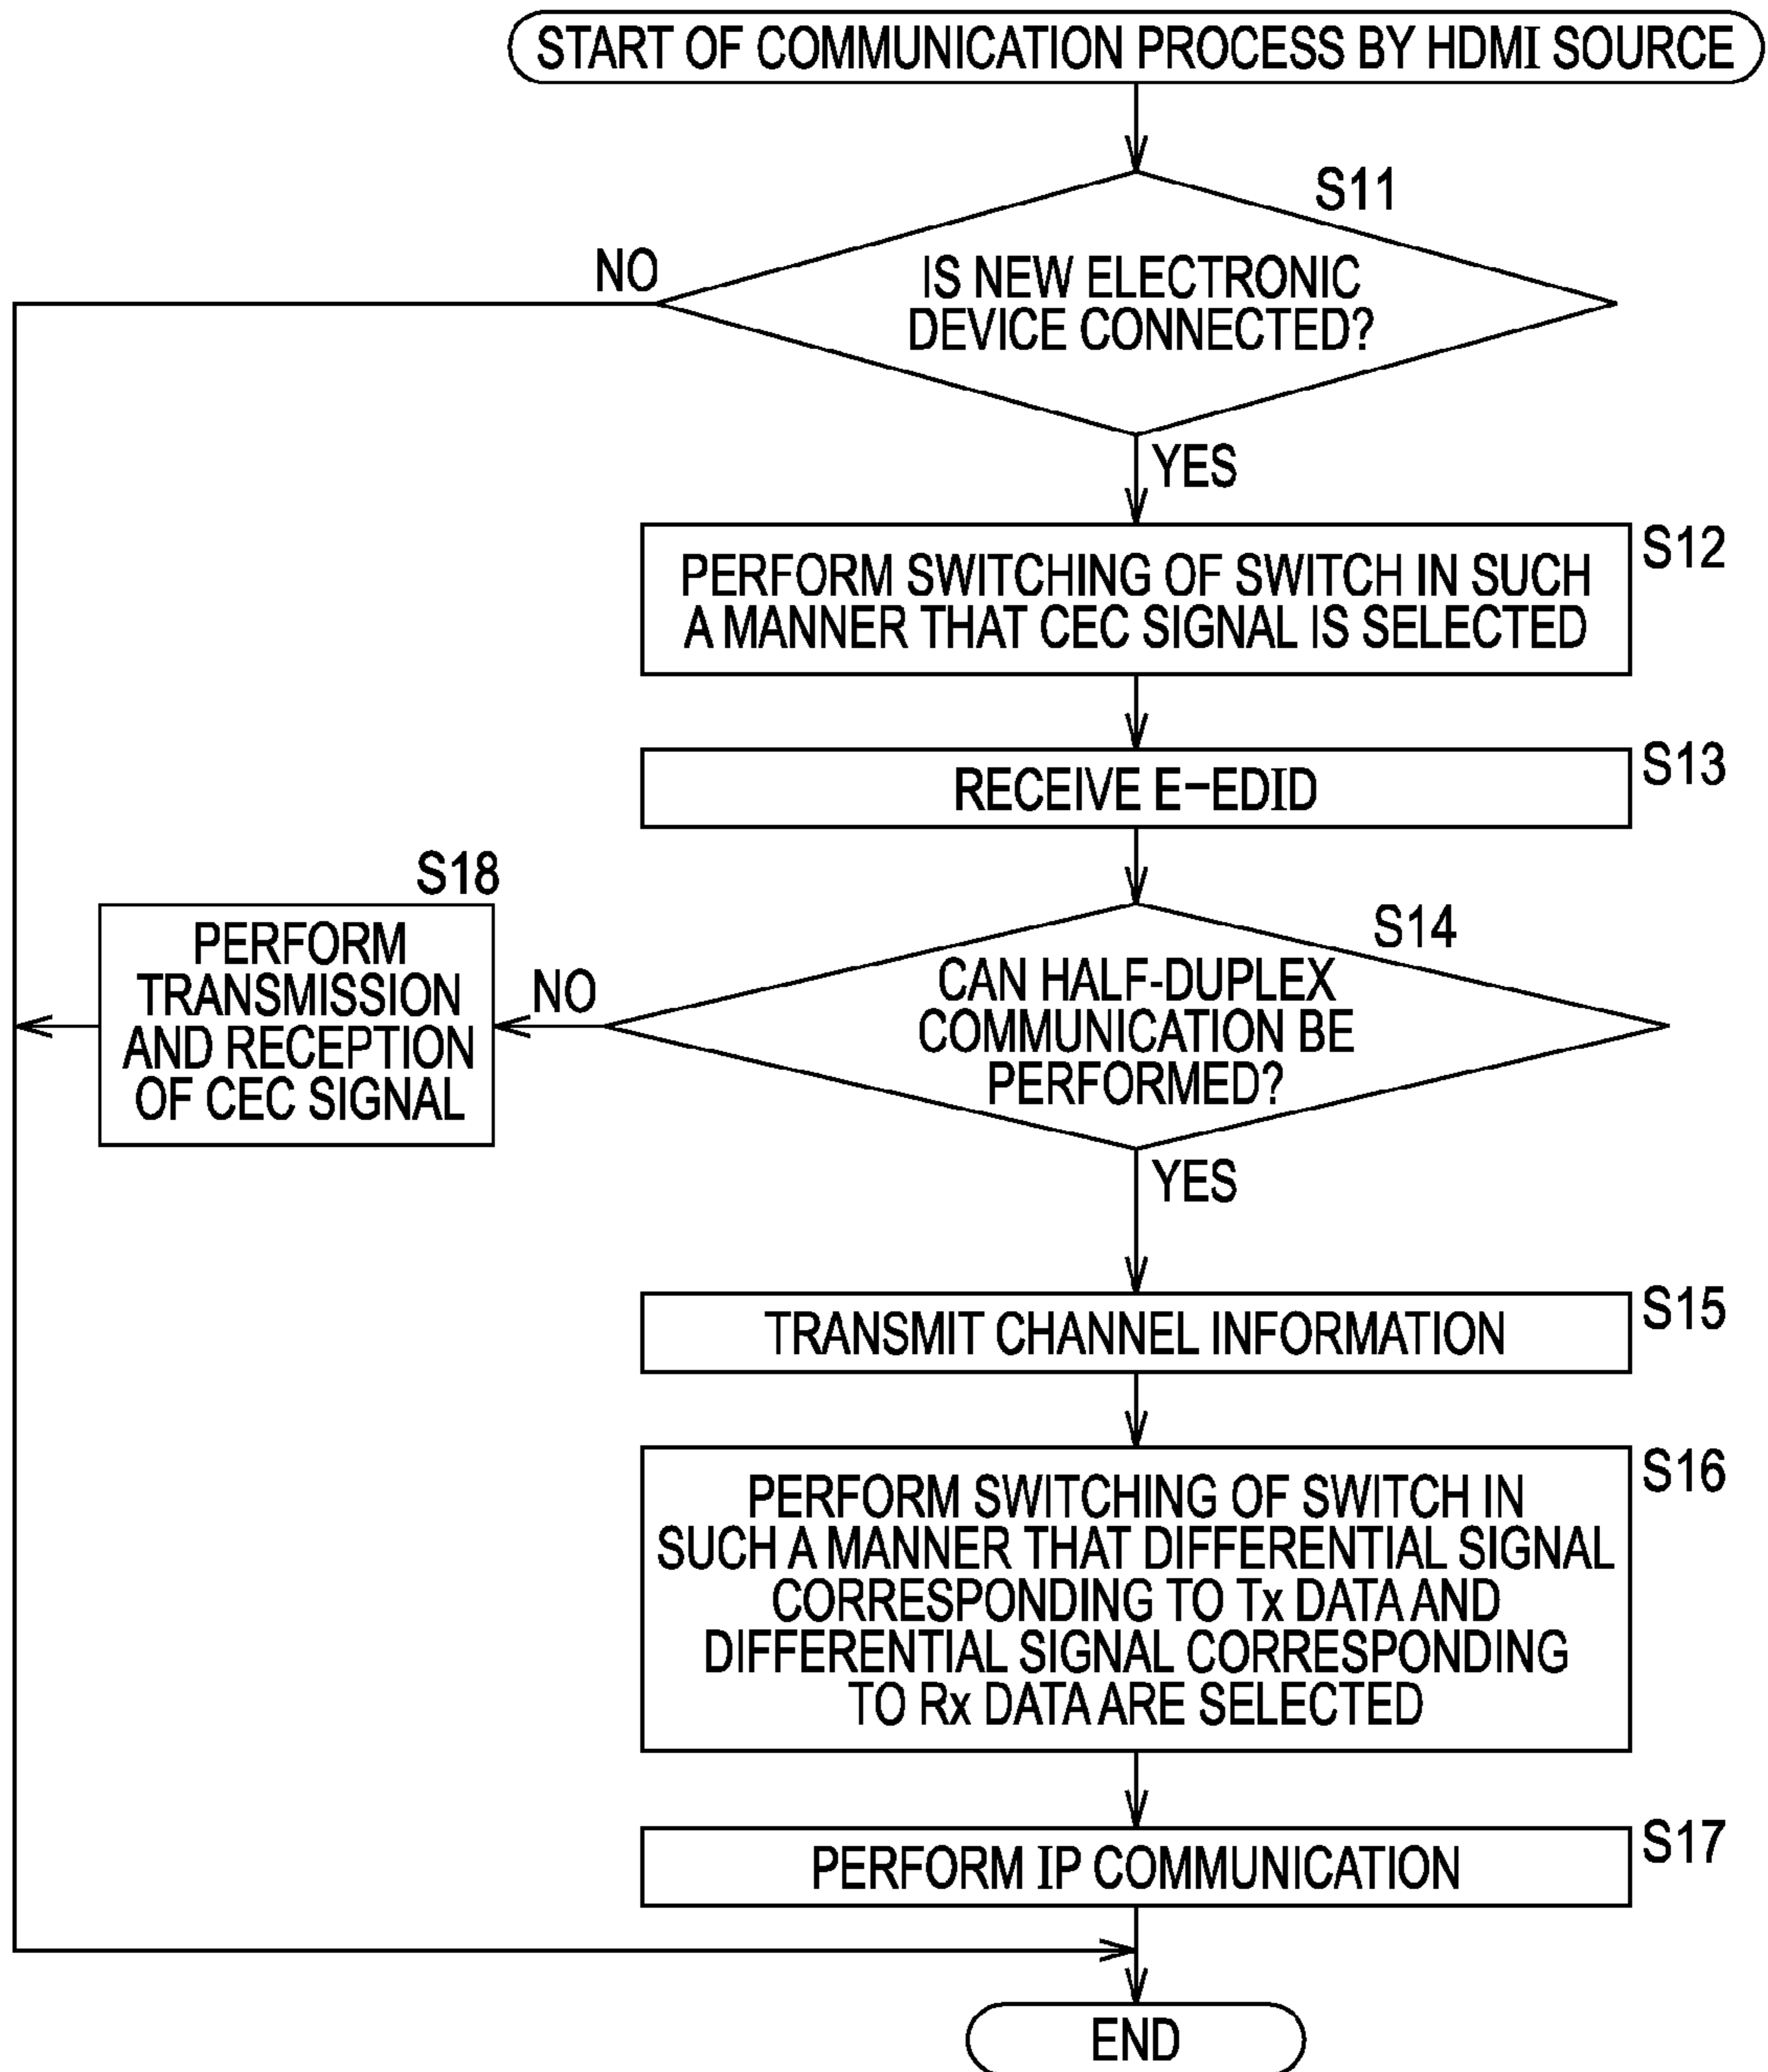 START OF COMMUNICATION PROCESS BY HDMI SOURCE
S11
NO
IS NEW ELECTRONIC
DEVICE CONNECTED?
YES
S12
PERFORM SWITCHING OF SWITCH IN SUCH
A MANNER THAT CEC SIGNAL IS SELECTED
S13
RECEIVE E-EDID
S18
PERFORM
TRANSMISSION
AND RECEPTION
OF CEC SIGNAL
NO
S14
CAN HALF-DUPLEX
COMMUNICATION BE
PERFORMED?
YES
S15
TRANSMIT CHANNEL INFORMATION
S16
PERFORM SWITCHING OF SWITCH IN
SUCH A MANNER THAT DIFFERENTIAL SIGNAL
CORRESPONDING TO Tx DATA AND
DIFFERENTIAL SIGNAL CORRESPONDING
TO Rx DATA ARE SELECTED
S17
PERFORM IP COMMUNICATION
END